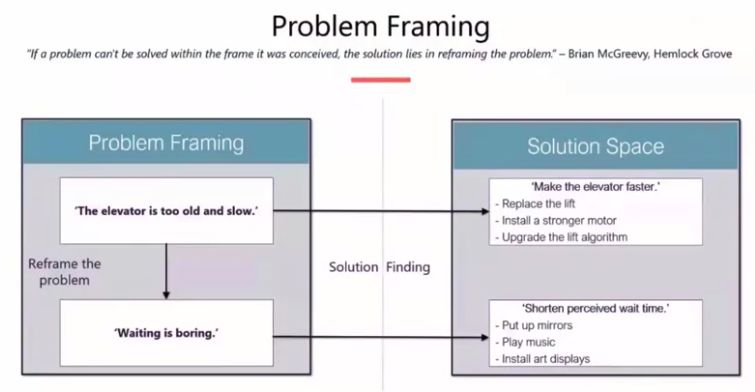 Problem Framing
"If a problem can't be solved within the frame it was conceived, the solution lies in reframing the problem." – Brian McGreevy, Hemlock Grove
Problem Framing
'The elevator is too old and slow.'
Reframe the
problem
'Waiting is boring.'
Solution Finding
Solution Space
'Make the elevator faster.'
- Replace the lift
- Install a stronger motor
- Upgrade the lift algorithm
'Shorten perceived wait time.'
- Put up mirrors
- Play music
- Install art displays